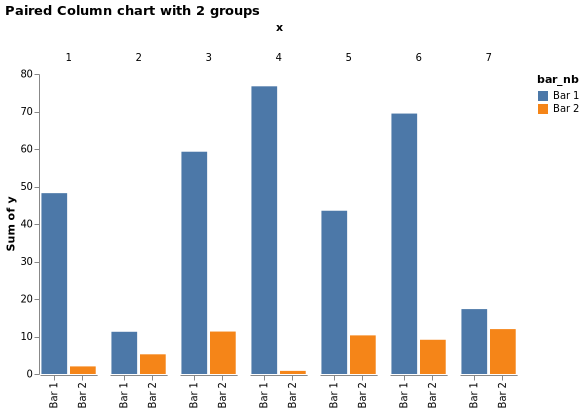 Paired Column chart with 2 groups
x
1 2 3 4 5 6 7
80
70
60
50
40
30
20
10
0
Sum of y
Bar 1 Bar 2 Bar 1 Bar 2 Bar 1 Bar 2 Bar 1 Bar 2 Bar 1 Bar 2 Bar 1 Bar 2 Bar 1 Bar 2
bar_nb
Bar 1
Bar 2